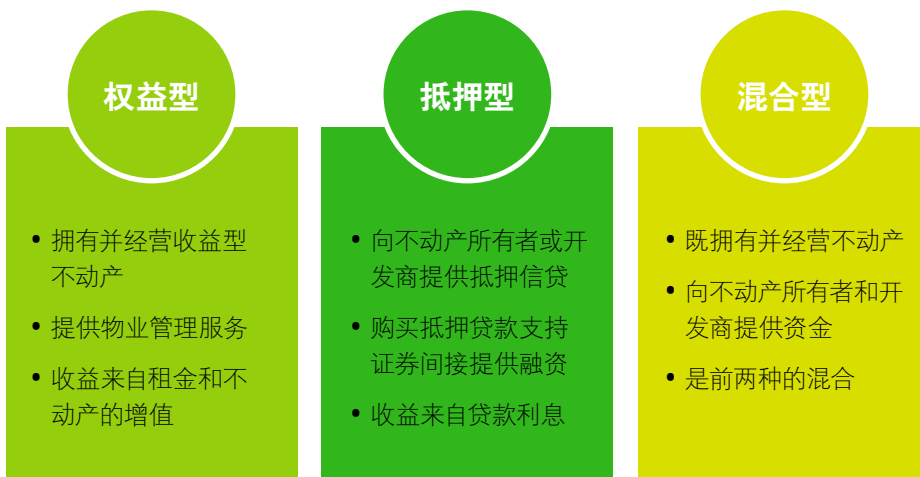 权益型
• 拥有并经营收益型
不动产
• 提供物业管理服务
• 收益来自租金和不
动产的增值
抵押型
• 向不动产所有者或开
发商提供抵押信贷
• 购买抵押贷款支持
证券间接提供融资
• 收益来自贷款利息
混合型
• 既拥有并经营不动产
• 向不动产所有者和开
发商提供资金
• 是前两种的混合